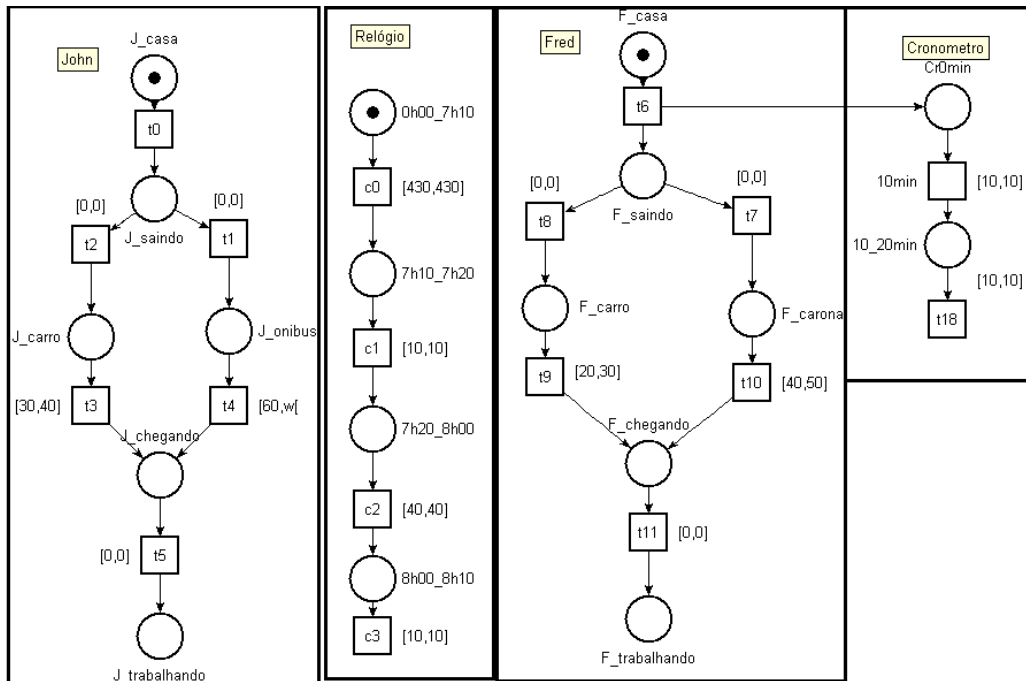 John
J_casa
t0
[0,0]
[0,0]
J_saindo
t2
t1
J_carro
J_onibus
[30,40]
t3
t4
[60,w[
J_chegando
[0,0]
t5
J_trabalhando
Relógio
0h00_7h10
c0
[430,430]
7h10_7h20
c1
[10,10]
7h20_8h00
c2
[40,40]
8h00_8h10
c3
[10,10]
Fred
F_casa
t6
[0,0]
[0,0]
t8
F_saindo
t7
F_carro
F_carona
t9
[20,30]
t10
[40,50]
F_chegando
t11
[0,0]
F_trabalhando
Cronometro
Cr0min
10min
[10,10]
10_20min
[10,10]
t18